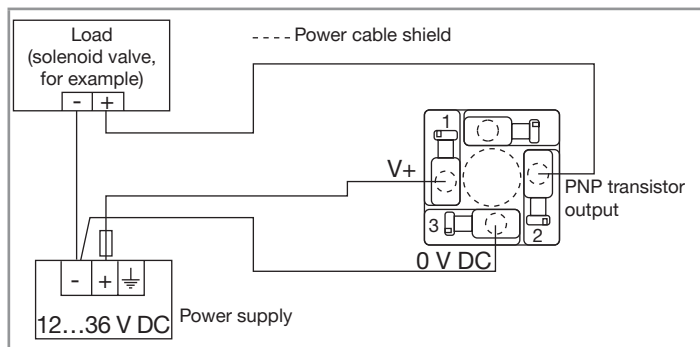 Load
(solenoid valve,
for example)
- +
---- Power cable shield
1
V+
PNP transistor
output
3
2
0 V DC
- +
12…36 V DC
Power supply